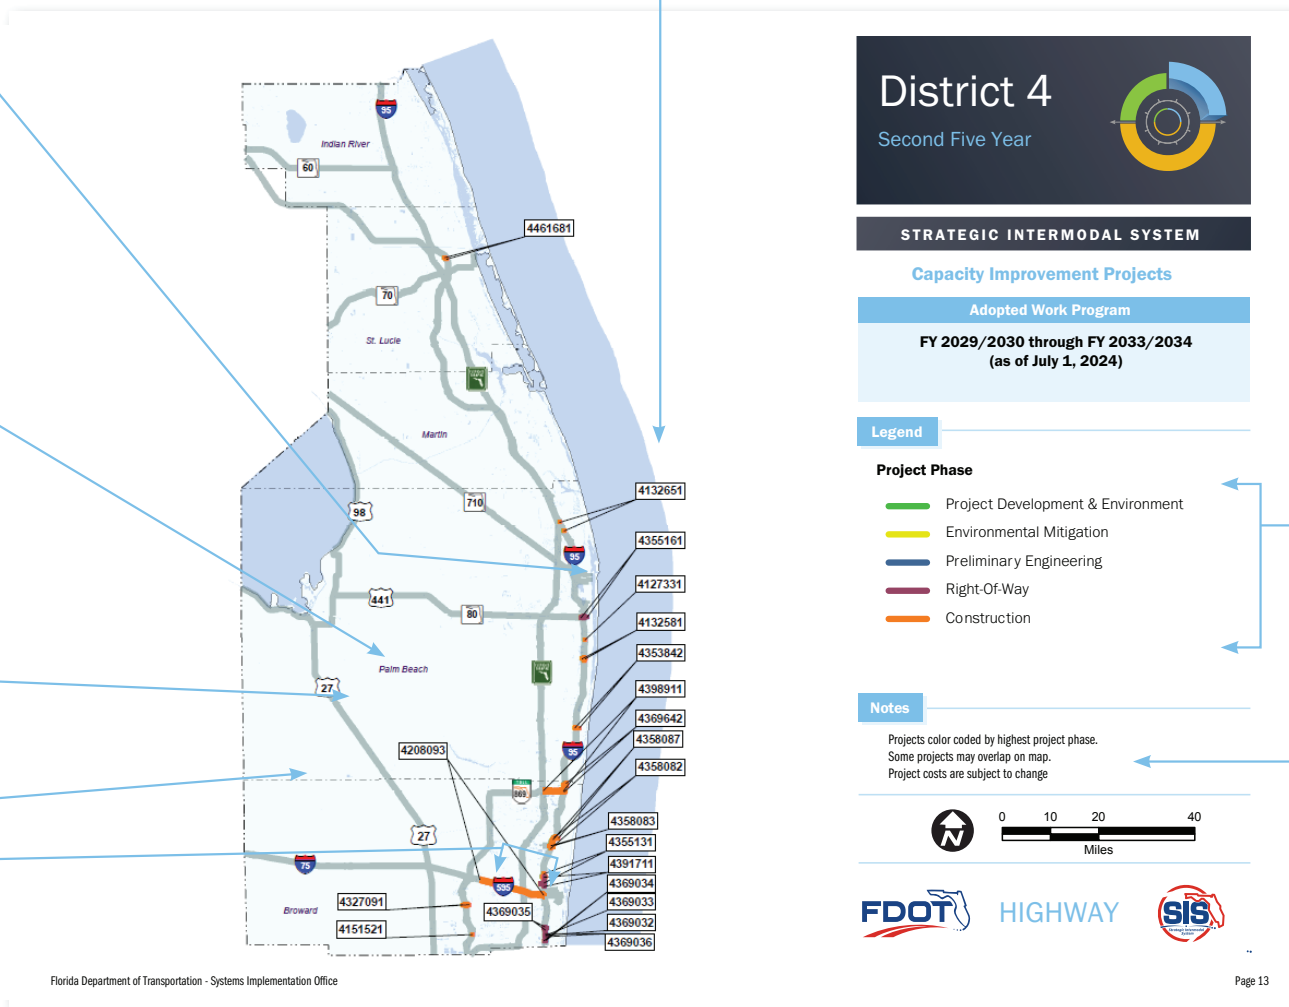 District 4
Second Five Year
STRATEGIC INTERMODAL SYSTEM
Capacity Improvement Projects
Adopted Work Program
FY 2029/2030 through FY 2033/2034
(as of July 1, 2024)
Legend
Project Phase
Project Development & Environment
Environmental Mitigation
Preliminary Engineering
Right-Of-Way
Construction
Notes
Projects color coded by highest project phase.
Some projects may overlap on map.
Project costs are subject to change
N
0 10 20 40
Miles
FDOT
HIGHWAY
SIS
Strategic Intermodal
System
95
Indian River
60
4461681
70
St. Lucie
Martin
4132651
710
98
4355161
95
4127331
441
80
4132581
4353842
Palm Beach
4398911
27
4369642
4358087
4208093
95
4358082
869
4358083
27
4355131
75
4391711
595
4369034
4327091
4369033
Broward
4369035
4369032
4151521
4369036
Florida Department of Transportation - Systems Implementation Office
Page 13